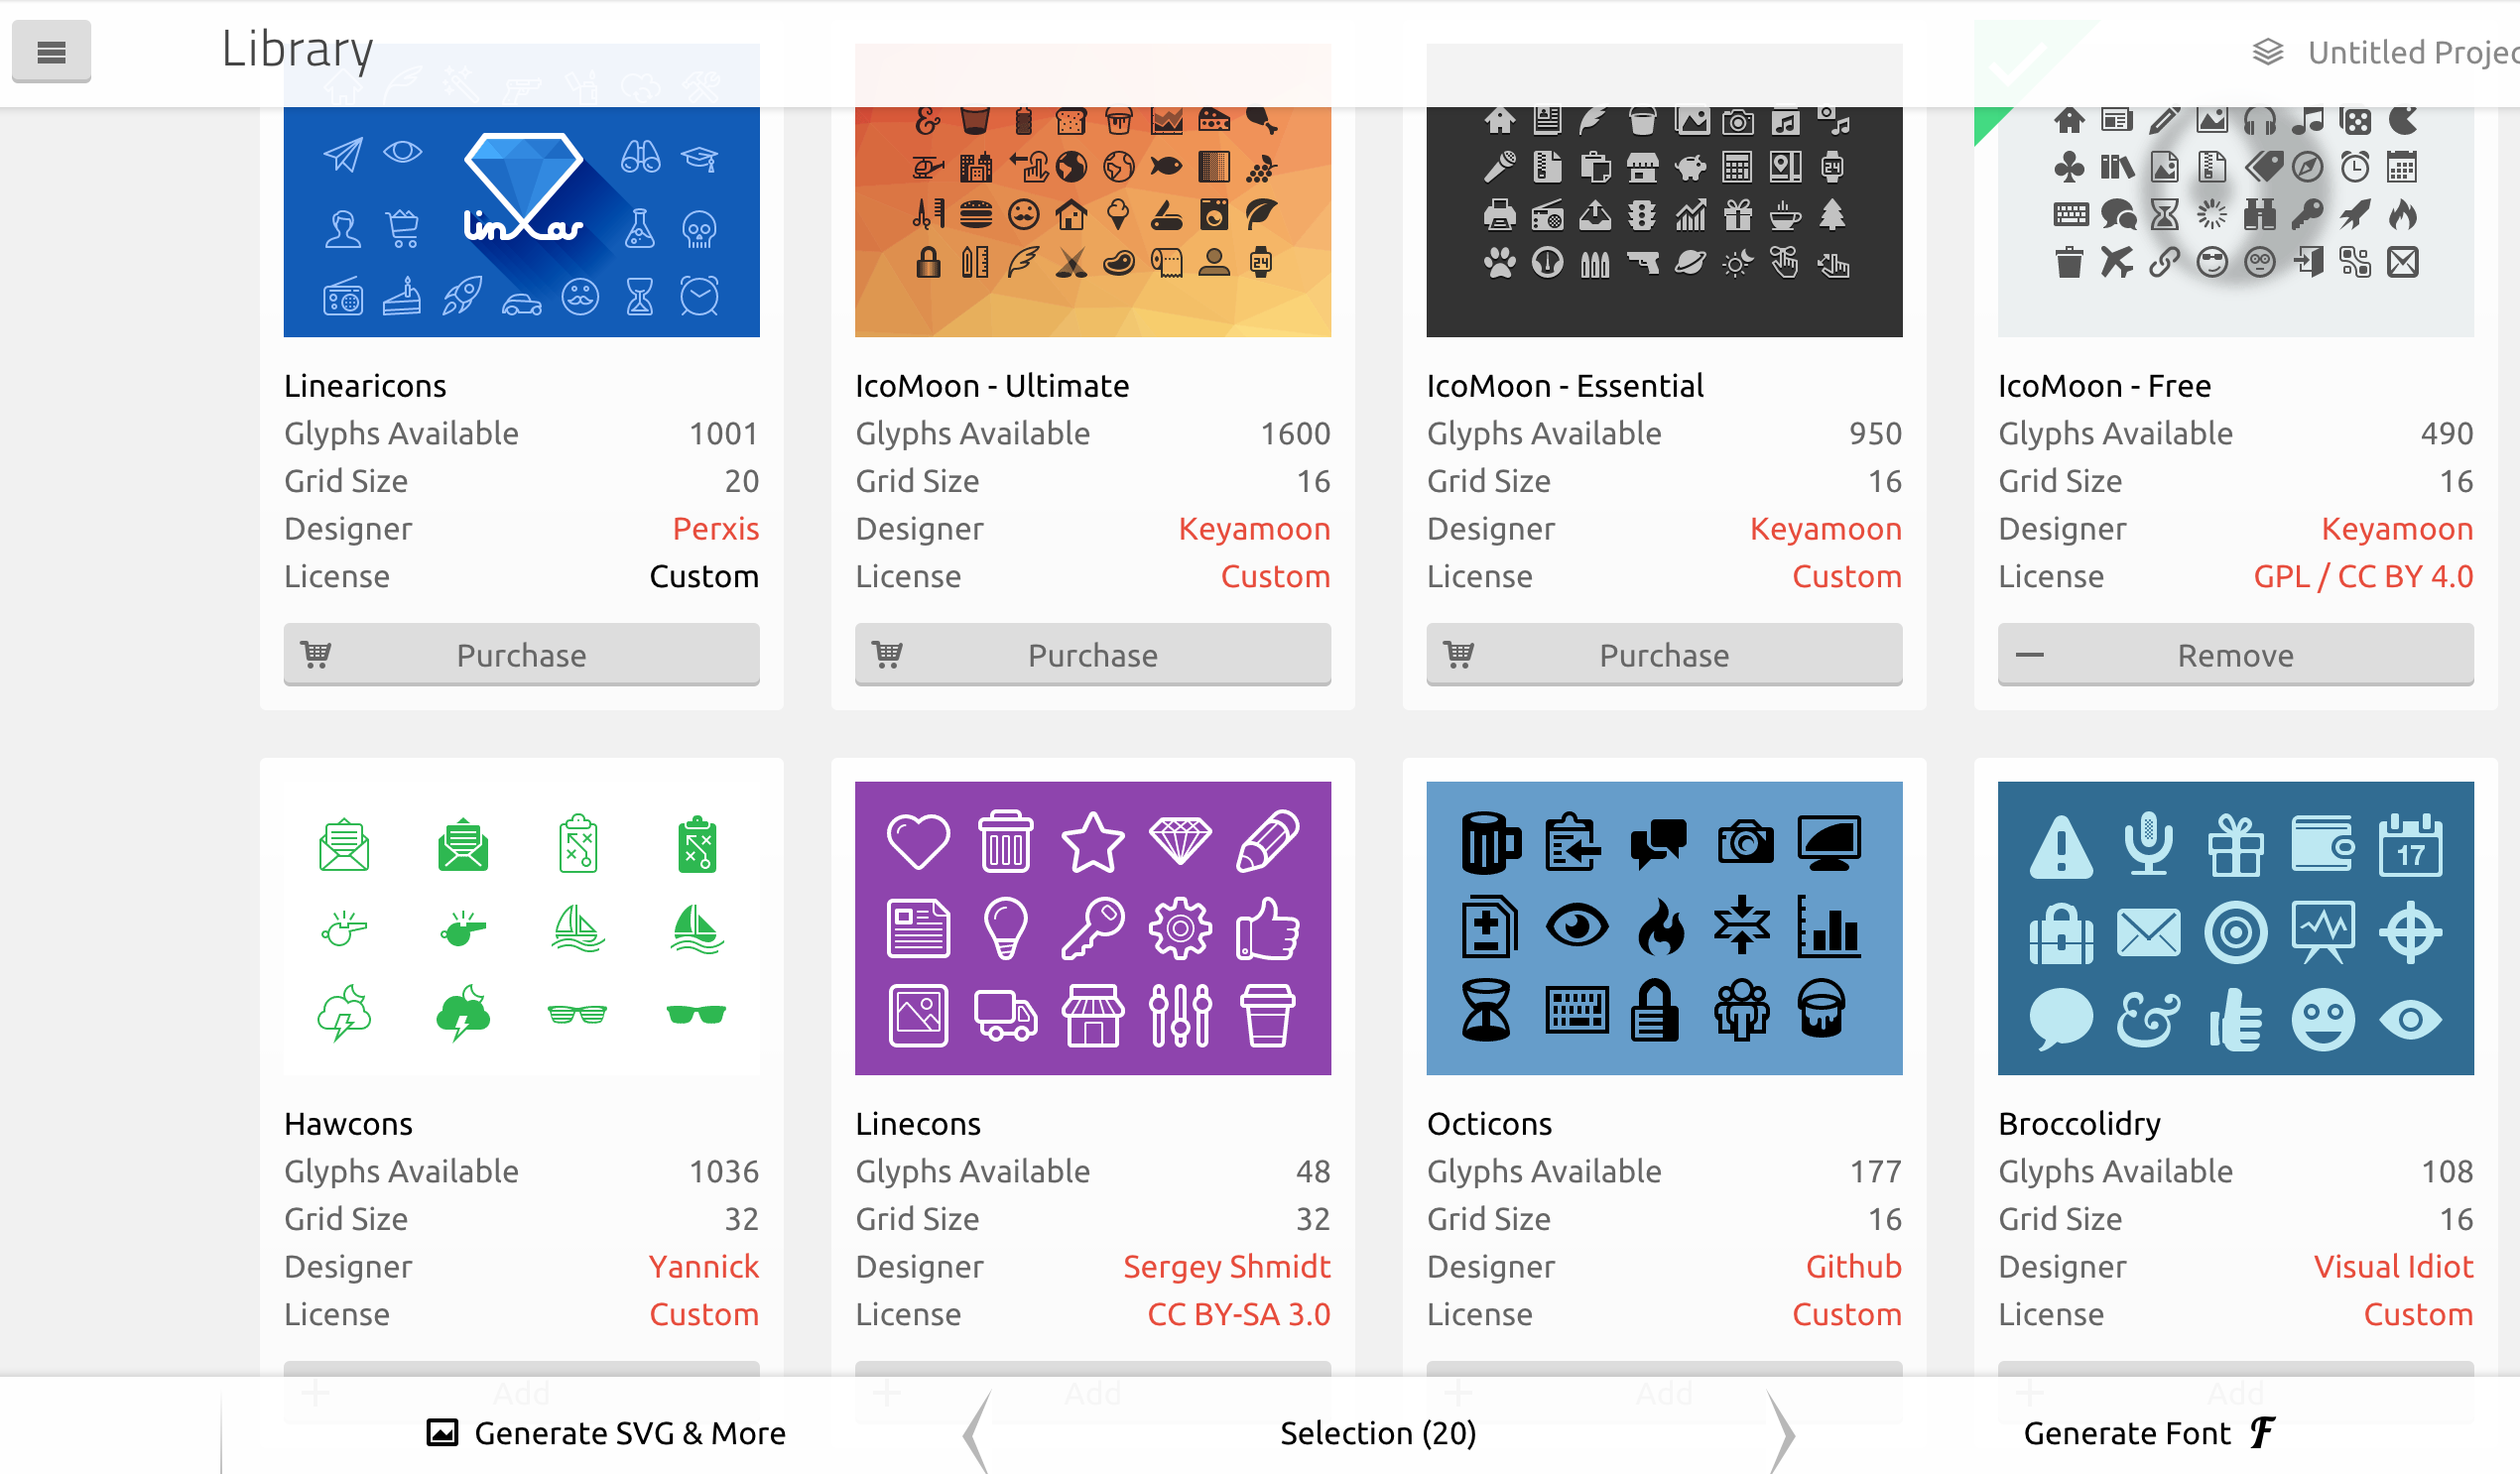 Library
Untitled Projec
linXar
24
24
Linearicons
Glyphs Available 1001
Grid Size 20
Designer Perxis
License Custom
Purchase
IcoMoon - Ultimate
Glyphs Available 1600
Grid Size 16
Designer Keyamoon
License Custom
Purchase
IcoMoon - Essential
Glyphs Available 950
Grid Size 16
Designer Keyamoon
License Custom
Purchase
IcoMoon - Free
Glyphs Available 490
Grid Size 16
Designer Keyamoon
License GPL / CC BY 4.0
Remove
17
Hawcons
Glyphs Available 1036
Grid Size 32
Designer Yannick
License Custom
Add
Linecons
Glyphs Available 48
Grid Size 32
Designer Sergey Shmidt
License CC BY-SA 3.0
Add
Octicons
Glyphs Available 177
Grid Size 16
Designer Github
License Custom
Add
Broccolidry
Glyphs Available 108
Grid Size 16
Designer Visual Idiot
License Custom
Add
Generate SVG & More
Selection (20)
Generate Font